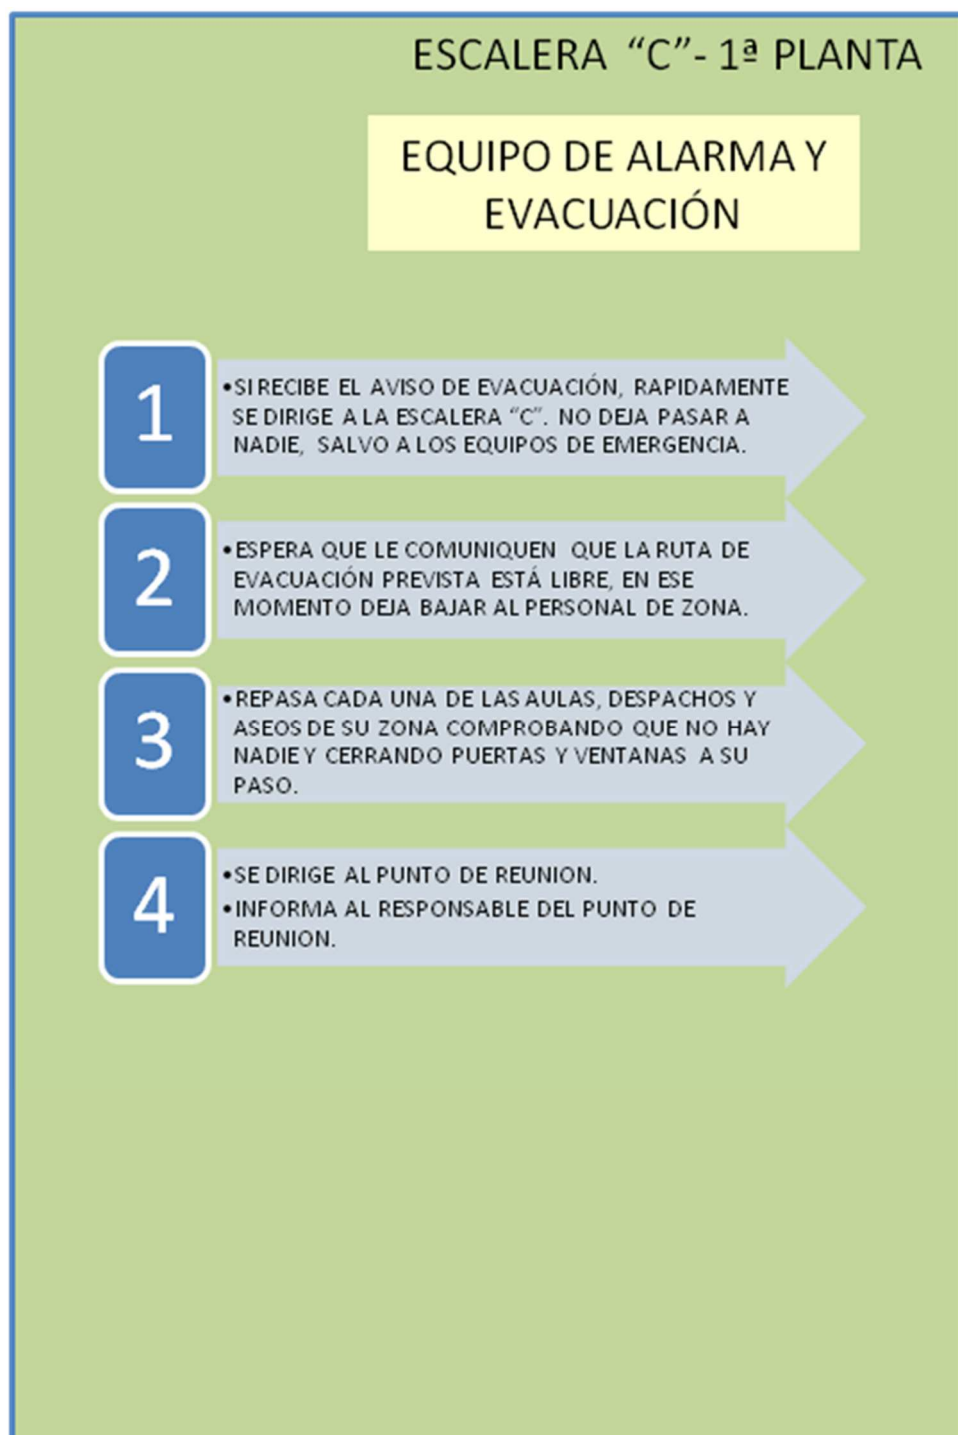 ESCALERA “C”- 1ª PLANTA
EQUIPO DE ALARMA Y
EVACUACIÓN
1
•SI RECIBE EL AVISO DE EVACUACIÓN, RAPIDAMENTE
SE DIRIGE A LA ESCALERA “C”. NO DEJA PASAR A
NADIE, SALVO A LOS EQUIPOS DE EMERGENCIA.
2
•ESPERA QUE LE COMUNIQUEN QUE LA RUTA DE
EVACUACIÓN PREVISTA ESTÁ LIBRE, EN ESE
MOMENTO DEJA BAJAR AL PERSONAL DE ZONA.
3
•REPASA CADA UNA DE LAS AULAS, DESPACHOS Y
ASEOS DE SU ZONA COMPROBANDO QUE NO HAY
NADIE Y CERRANDO PUERTAS Y VENTANAS A SU
PASO.
4
•SE DIRIGE AL PUNTO DE REUNION.
•INFORMA AL RESPONSABLE DEL PUNTO DE
REUNION.